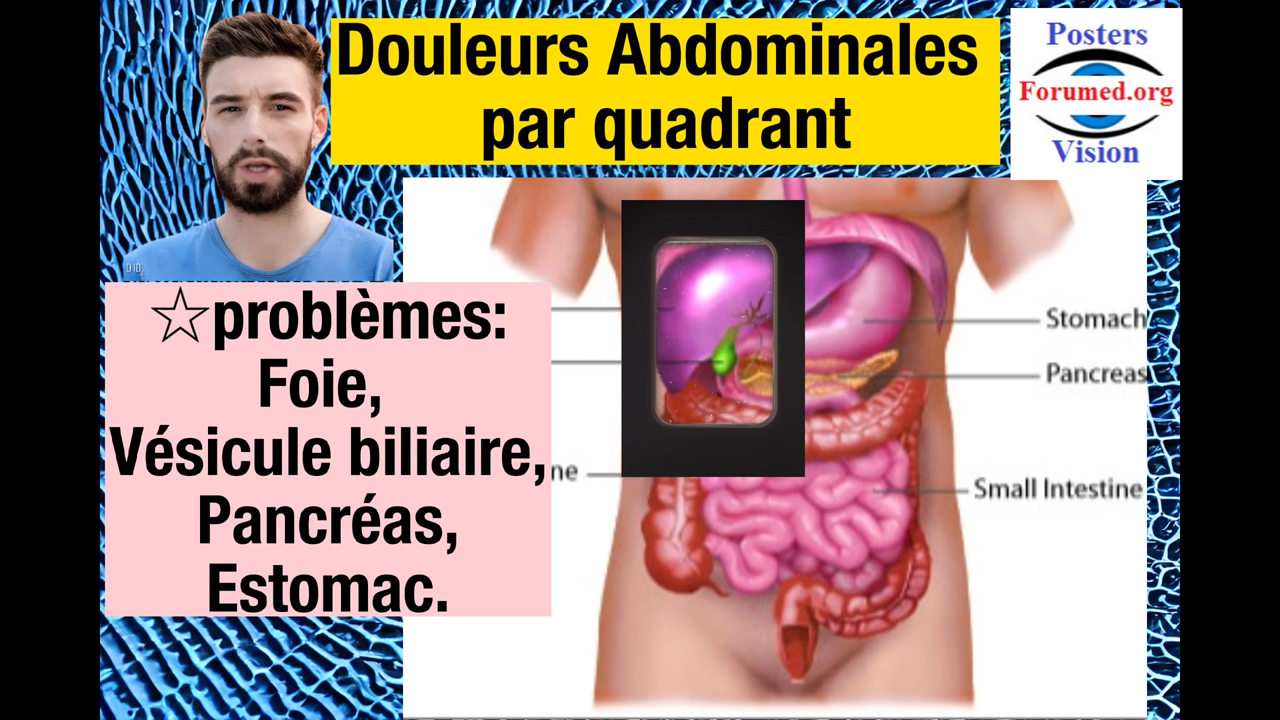 Douleurs Abdominales
par quadrant
Posters
Forumed.org
Vision
D ID
☆problèmes:
Foie,
Vésicule biliaire,
Pancréas,
Estomac.
Stomach
Pancreas
ne
Small Intestine